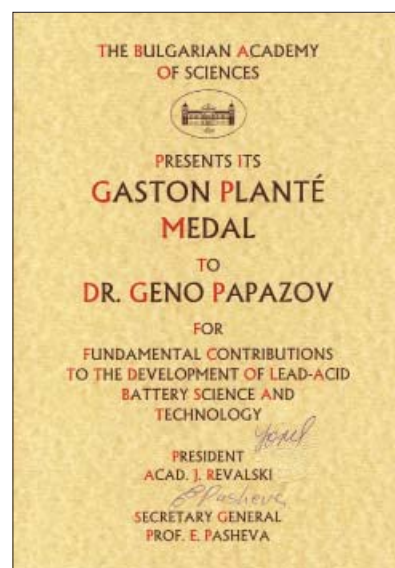 THE BULGARIAN ACADEMY
OF SCIENCES
PRESENTS ITS
GASTON PLANTÉ
MEDAL
TO
DR. GENO PAPAZOV
FOR
FUNDAMENTAL CONTRIBUTIONS
TO THE DEVELOPMENT OF LEAD-ACID
BATTERY SCIENCE AND
TECHNOLOGY
PRESIDENT
ACAD. J. REVALSKI
EPasheva
SECRETARY GENERAL
PROF. E. PASHEVA